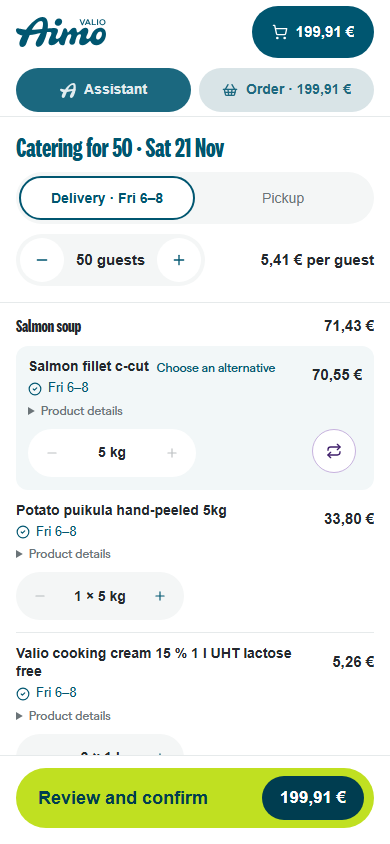 VALIO
Aimo
199,91 €
Assistant
Order · 199,91 €
Catering for 50 · Sat 21 Nov
Delivery · Fri 6–8
Pickup
− 50 guests +
5,41 € per guest
Salmon soup
71,43 €
Salmon fillet c-cut Choose an alternative
70,55 €
Fri 6–8
Product details
− 5 kg +
Potato puikula hand-peeled 5kg
33,80 €
Fri 6–8
Product details
− 1 × 5 kg +
Valio cooking cream 15 % 1 l UHT lactose
free
5,26 €
Fri 6–8
Product details
Review and confirm
199,91 €